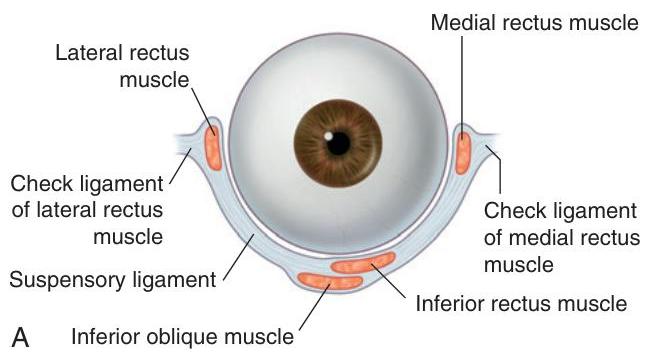 Medial rectus muscle
Lateral rectus
muscle
Check ligament
of lateral rectus
muscle
Check ligament
of medial rectus
muscle
Suspensory ligament
Inferior rectus muscle
A
Inferior oblique muscle